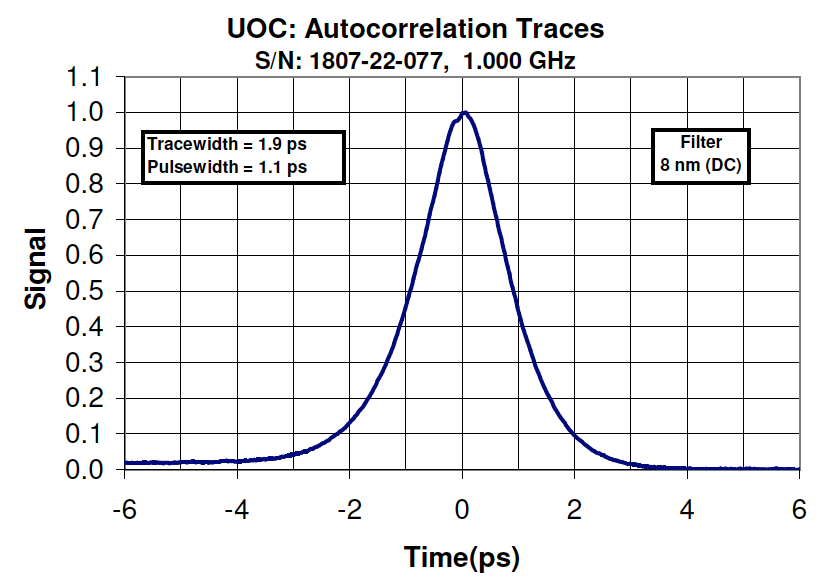 UOC: Autocorrelation Traces
S/N: 1807-22-077,  1.000 GHz
1.1
1.0
0.9
0.8
0.7
0.6
0.5
0.4
0.3
0.2
0.1
0.0
Signal
Tracewidth = 1.9 ps
Pulsewidth = 1.1 ps
Filter
8 nm (DC)
-6 -4 -2 0 2 4 6
Time(ps)